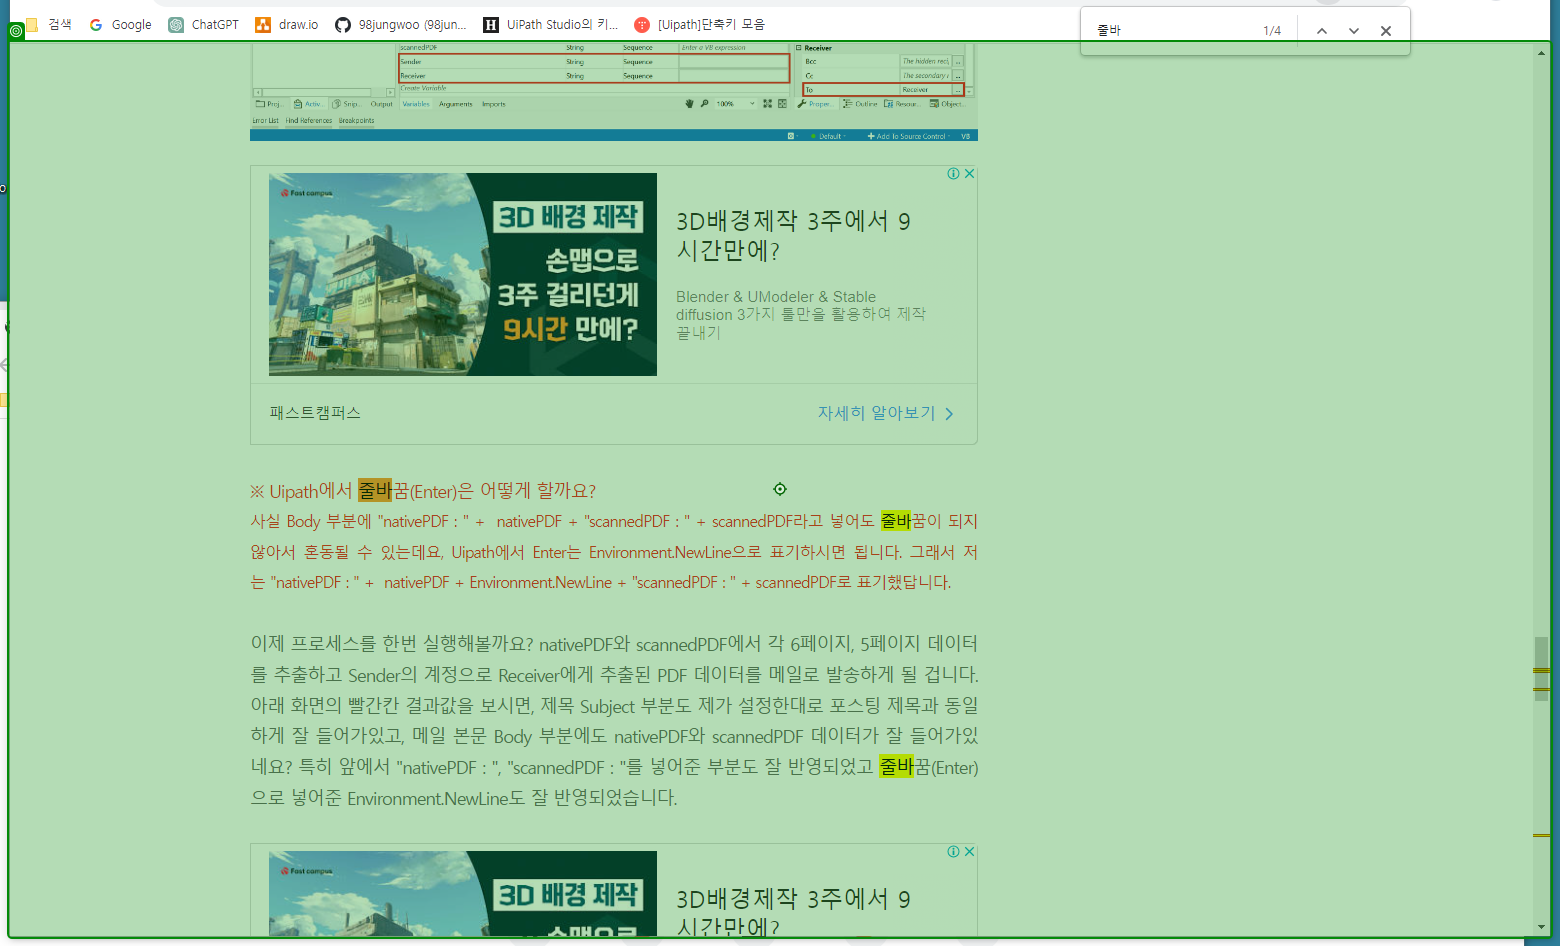 검색
Google
ChatGPT
draw.io
98jungwoo (98jun...
H
UiPath Studio의 키...
[Uipath]단축키 모음
줄바
1/4
scannedPDF String Sequence Enter a VB expression
Sender String Sequence
Receiver String Sequence
Create Variable
Receiver
Bcc The hidden reci
Cc The secondary r
To Receiver
Proj... Activ... Snip... Output Variables Arguments Imports 100% Proper... Outline Resour... Object...
Error List Find References Breakpoints
Default Add To Source Control VB
Fast campus
3D 배경 제작
손맵으로
3주 걸리던게
9시간 만에?
3D배경제작 3주에서 9
시간만에?
Blender & UModeler & Stable
diffusion 3가지 툴만을 활용하여 제작
끝내기
패스트캠퍼스
자세히 알아보기
※ Uipath에서 줄바꿈(Enter)은 어떻게 할까요?
사실 Body 부분에 "nativePDF : " + nativePDF + "scannedPDF : " + scannedPDF라고 넣어도 줄바꿈이 되지
않아서 혼동될 수 있는데요, Uipath에서 Enter는 Environment.NewLine으로 표기하시면 됩니다. 그래서 저
는 "nativePDF : " + nativePDF + Environment.NewLine + "scannedPDF : " + scannedPDF로 표기했답니다.
이제 프로세스를 한번 실행해볼까요? nativePDF와 scannedPDF에서 각 6페이지, 5페이지 데이터
를 추출하고 Sender의 계정으로 Receiver에게 추출된 PDF 데이터를 메일로 발송하게 될 겁니다.
아래 화면의 빨간칸 결과값을 보시면, 제목 Subject 부분도 제가 설정한대로 포스팅 제목과 동일
하게 잘 들어가있고, 메일 본문 Body 부분에도 nativePDF와 scannedPDF 데이터가 잘 들어가있
네요? 특히 앞에서 "nativePDF : ", "scannedPDF : "를 넣어준 부분도 잘 반영되었고 줄바꿈(Enter)
으로 넣어준 Environment.NewLine도 잘 반영되었습니다.
Fast campus
3D 배경 제작
손맵으로
3D배경제작 3주에서 9
시간만에?